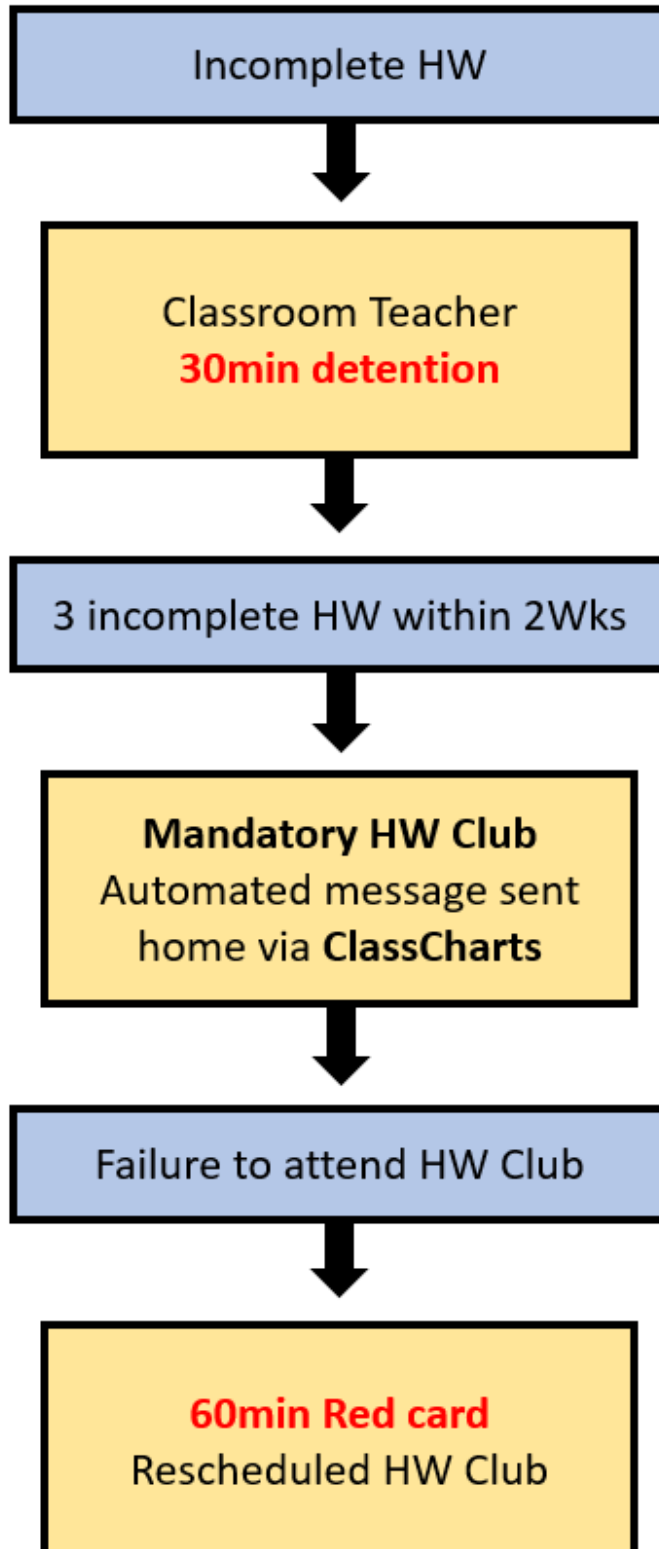 Incomplete HW
Classroom Teacher
30min detention
3 incomplete HW within 2Wks
Mandatory HW Club
Automated message sent
home via ClassCharts
Failure to attend HW Club
60min Red card
Rescheduled HW Club